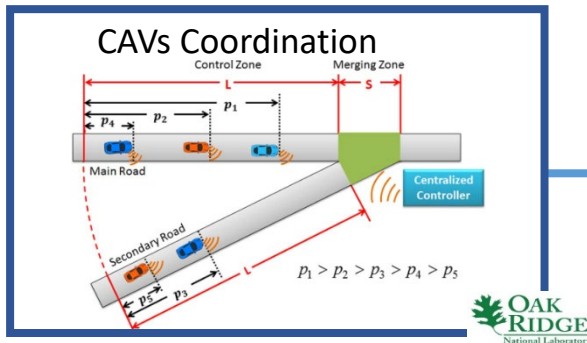 CAVs Coordination
Control Zone
Merging Zone
L
S
p₁
p₂
p₄
Main Road
Centralized
Controller
Secondary Road
L
p₅
p₃
p₁ > p₂ > p₃ > p₄ > p₅
OAK
RIDGE
National Laboratory